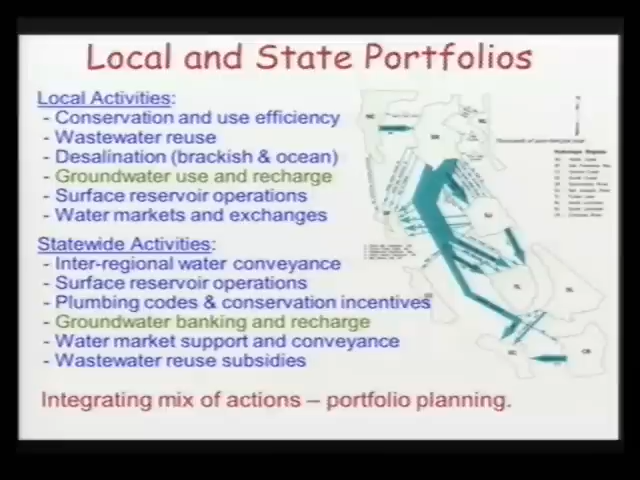 Local and State Portfolios
Local Activities:
- Conservation and use efficiency
- Wastewater reuse
- Desalination (brackish & ocean)
- Groundwater use and recharge
- Surface reservoir operations
- Water markets and exchanges
Statewide Activities:
- Inter-regional water conveyance
- Surface reservoir operations
- Plumbing codes & conservation incentives
- Groundwater banking and recharge
- Water market support and conveyance
- Wastewater reuse subsidies
Integrating mix of actions – portfolio planning.